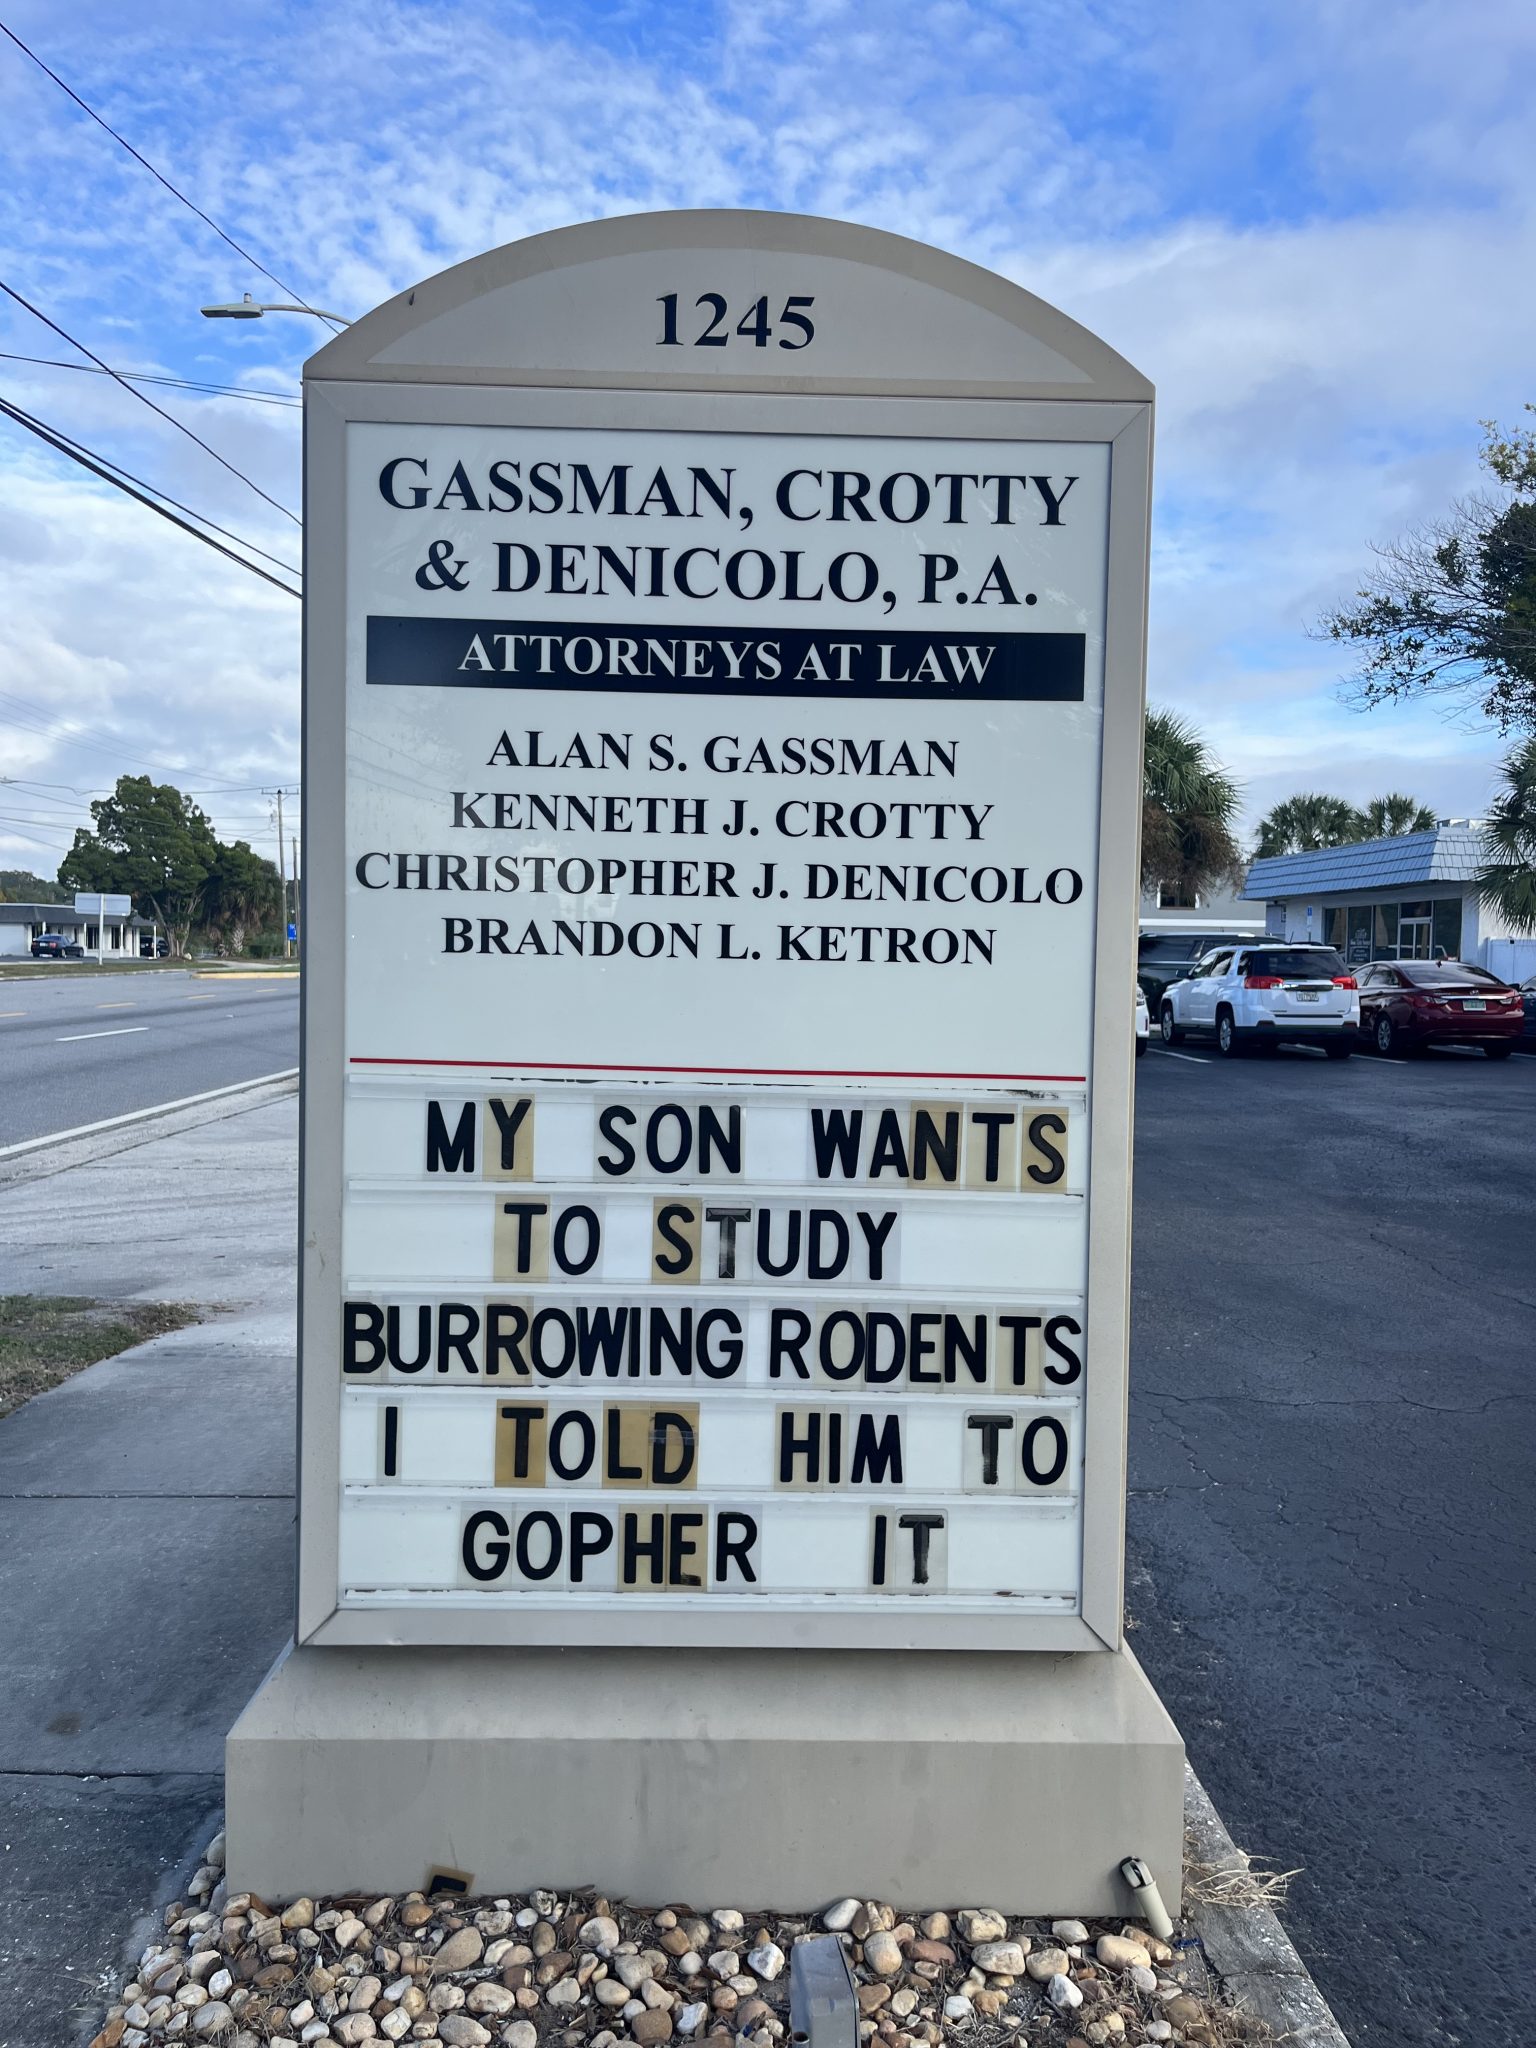 1245
GASSMAN, CROTTY
& DENICOLO, P.A.
ATTORNEYS AT LAW
ALAN S. GASSMAN
KENNETH J. CROTTY
CHRISTOPHER J. DENICOLO
BRANDON L. KETRON
MY SON WANTS
TO STUDY
BURROWING RODENTS
I TOLD HIM TO
GOPHER IT